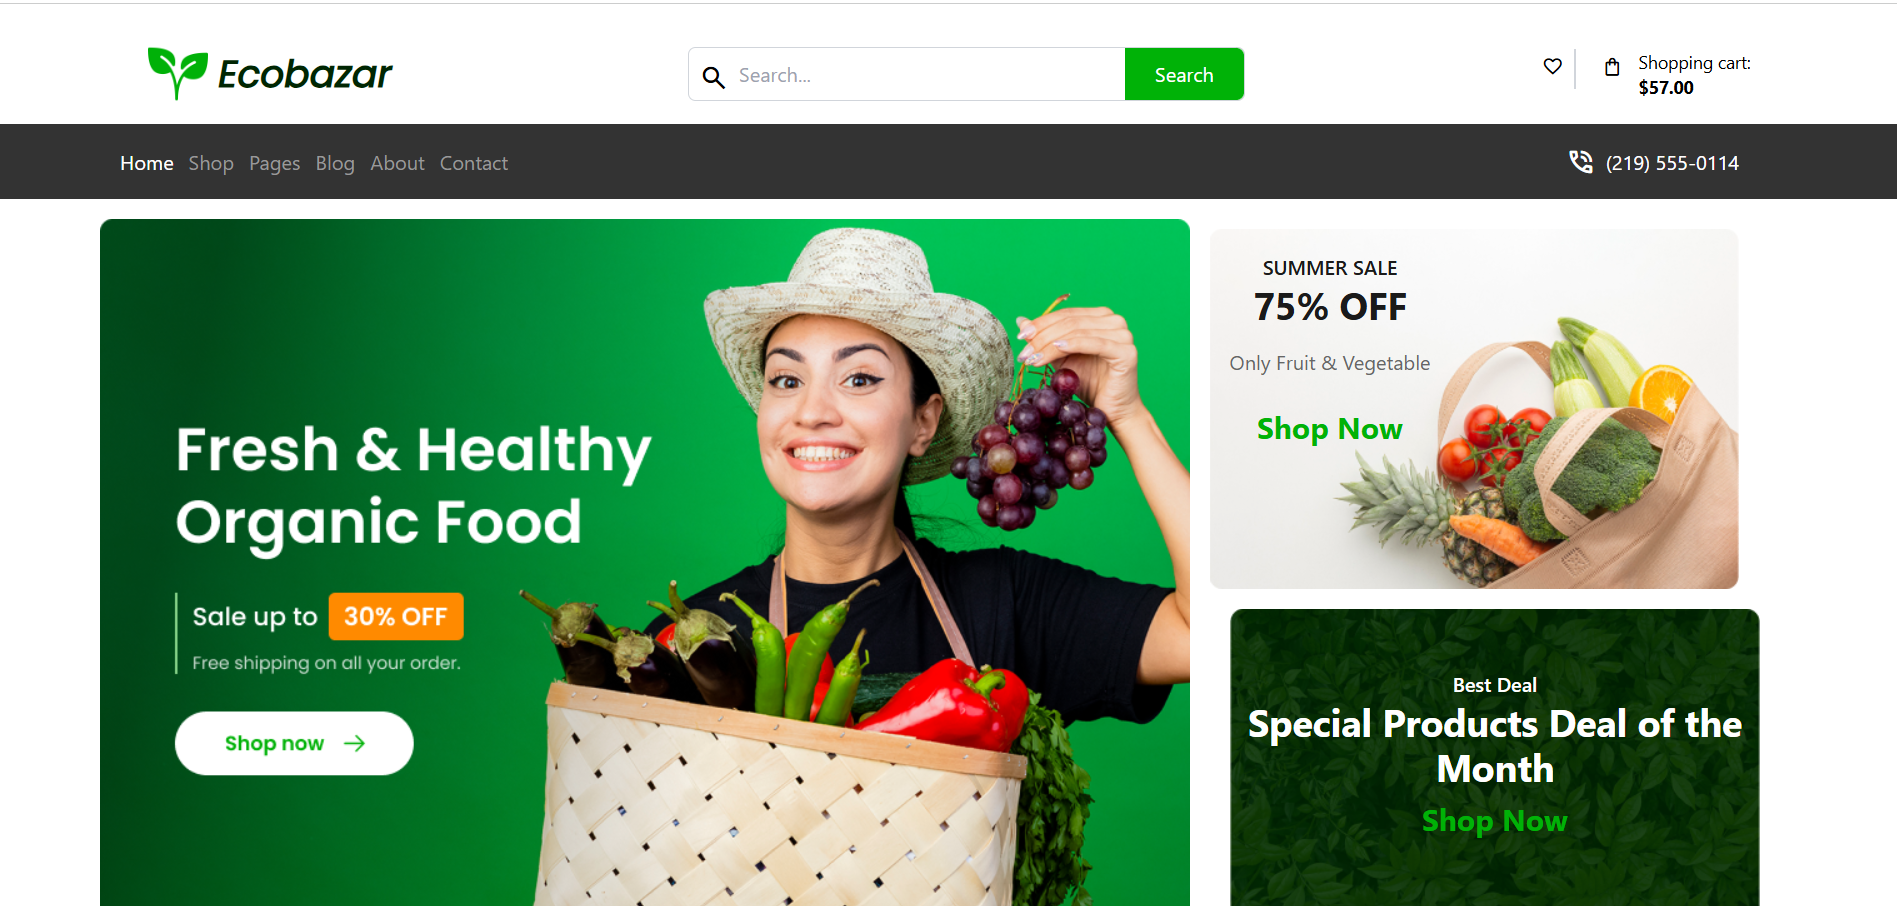 Ecobazar
Search...
Search
Shopping cart:
$57.00
Home Shop Pages Blog About Contact
(219) 555-0114
Fresh & Healthy
Organic Food
Sale up to 30% OFF
Free shipping on all your order.
Shop now
SUMMER SALE
75% OFF
Only Fruit & Vegetable
Shop Now
Best Deal
Special Products Deal of the
Month
Shop Now